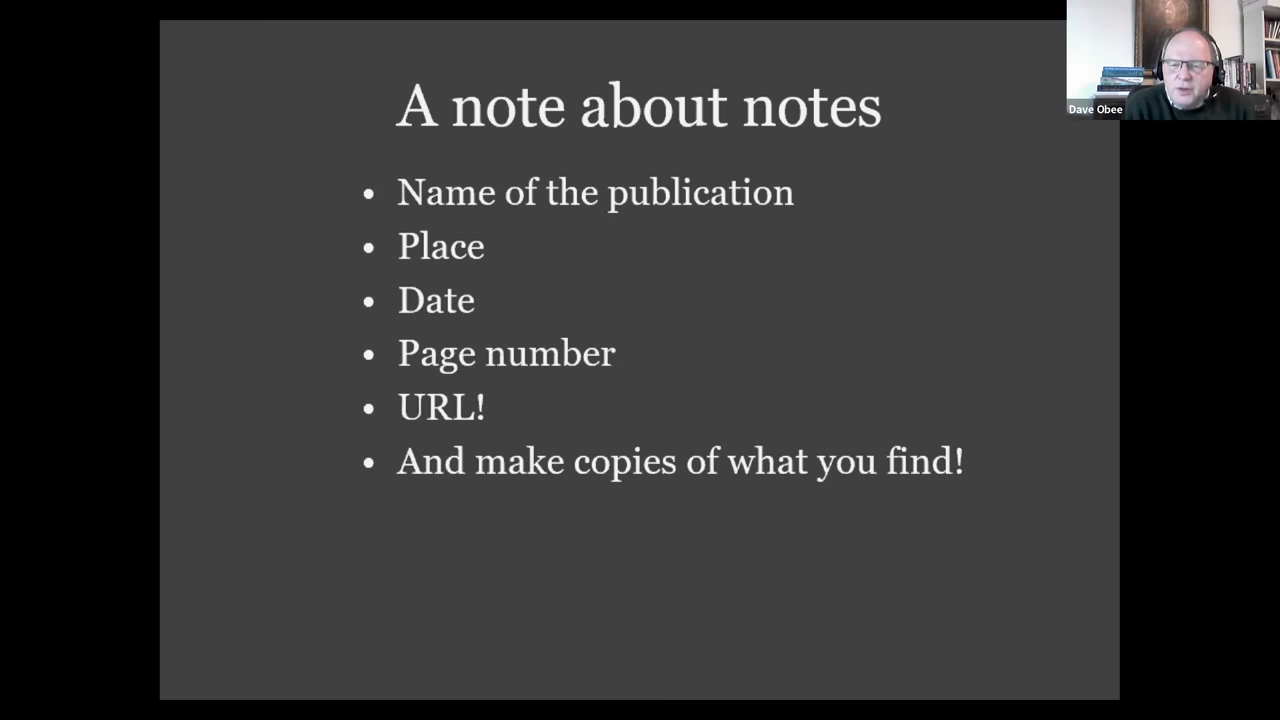 A note about notes
• Name of the publication
• Place
• Date
• Page number
• URL!
• And make copies of what you find!
Dave Obee